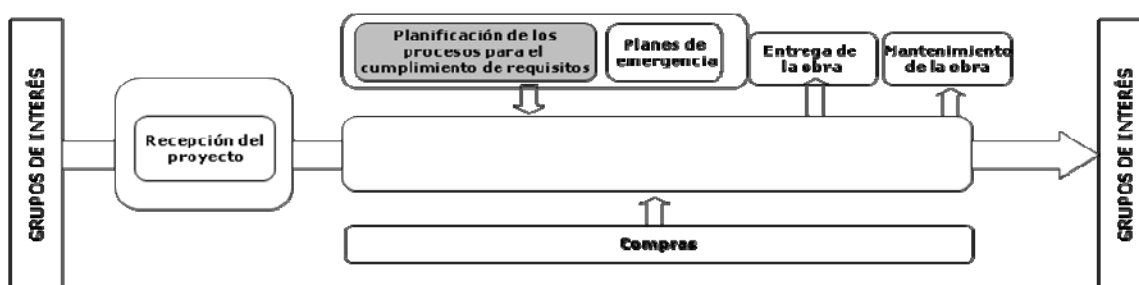 GRUPOS DE INTERÉS
Recepción del
proyecto
Planificación de los
procesos para el
cumplimiento de requisitos
Planes de
emergencia
Entrega de
la obra
Mantenimiento
de la obra
Compras
GRUPOS DE INTERÉS